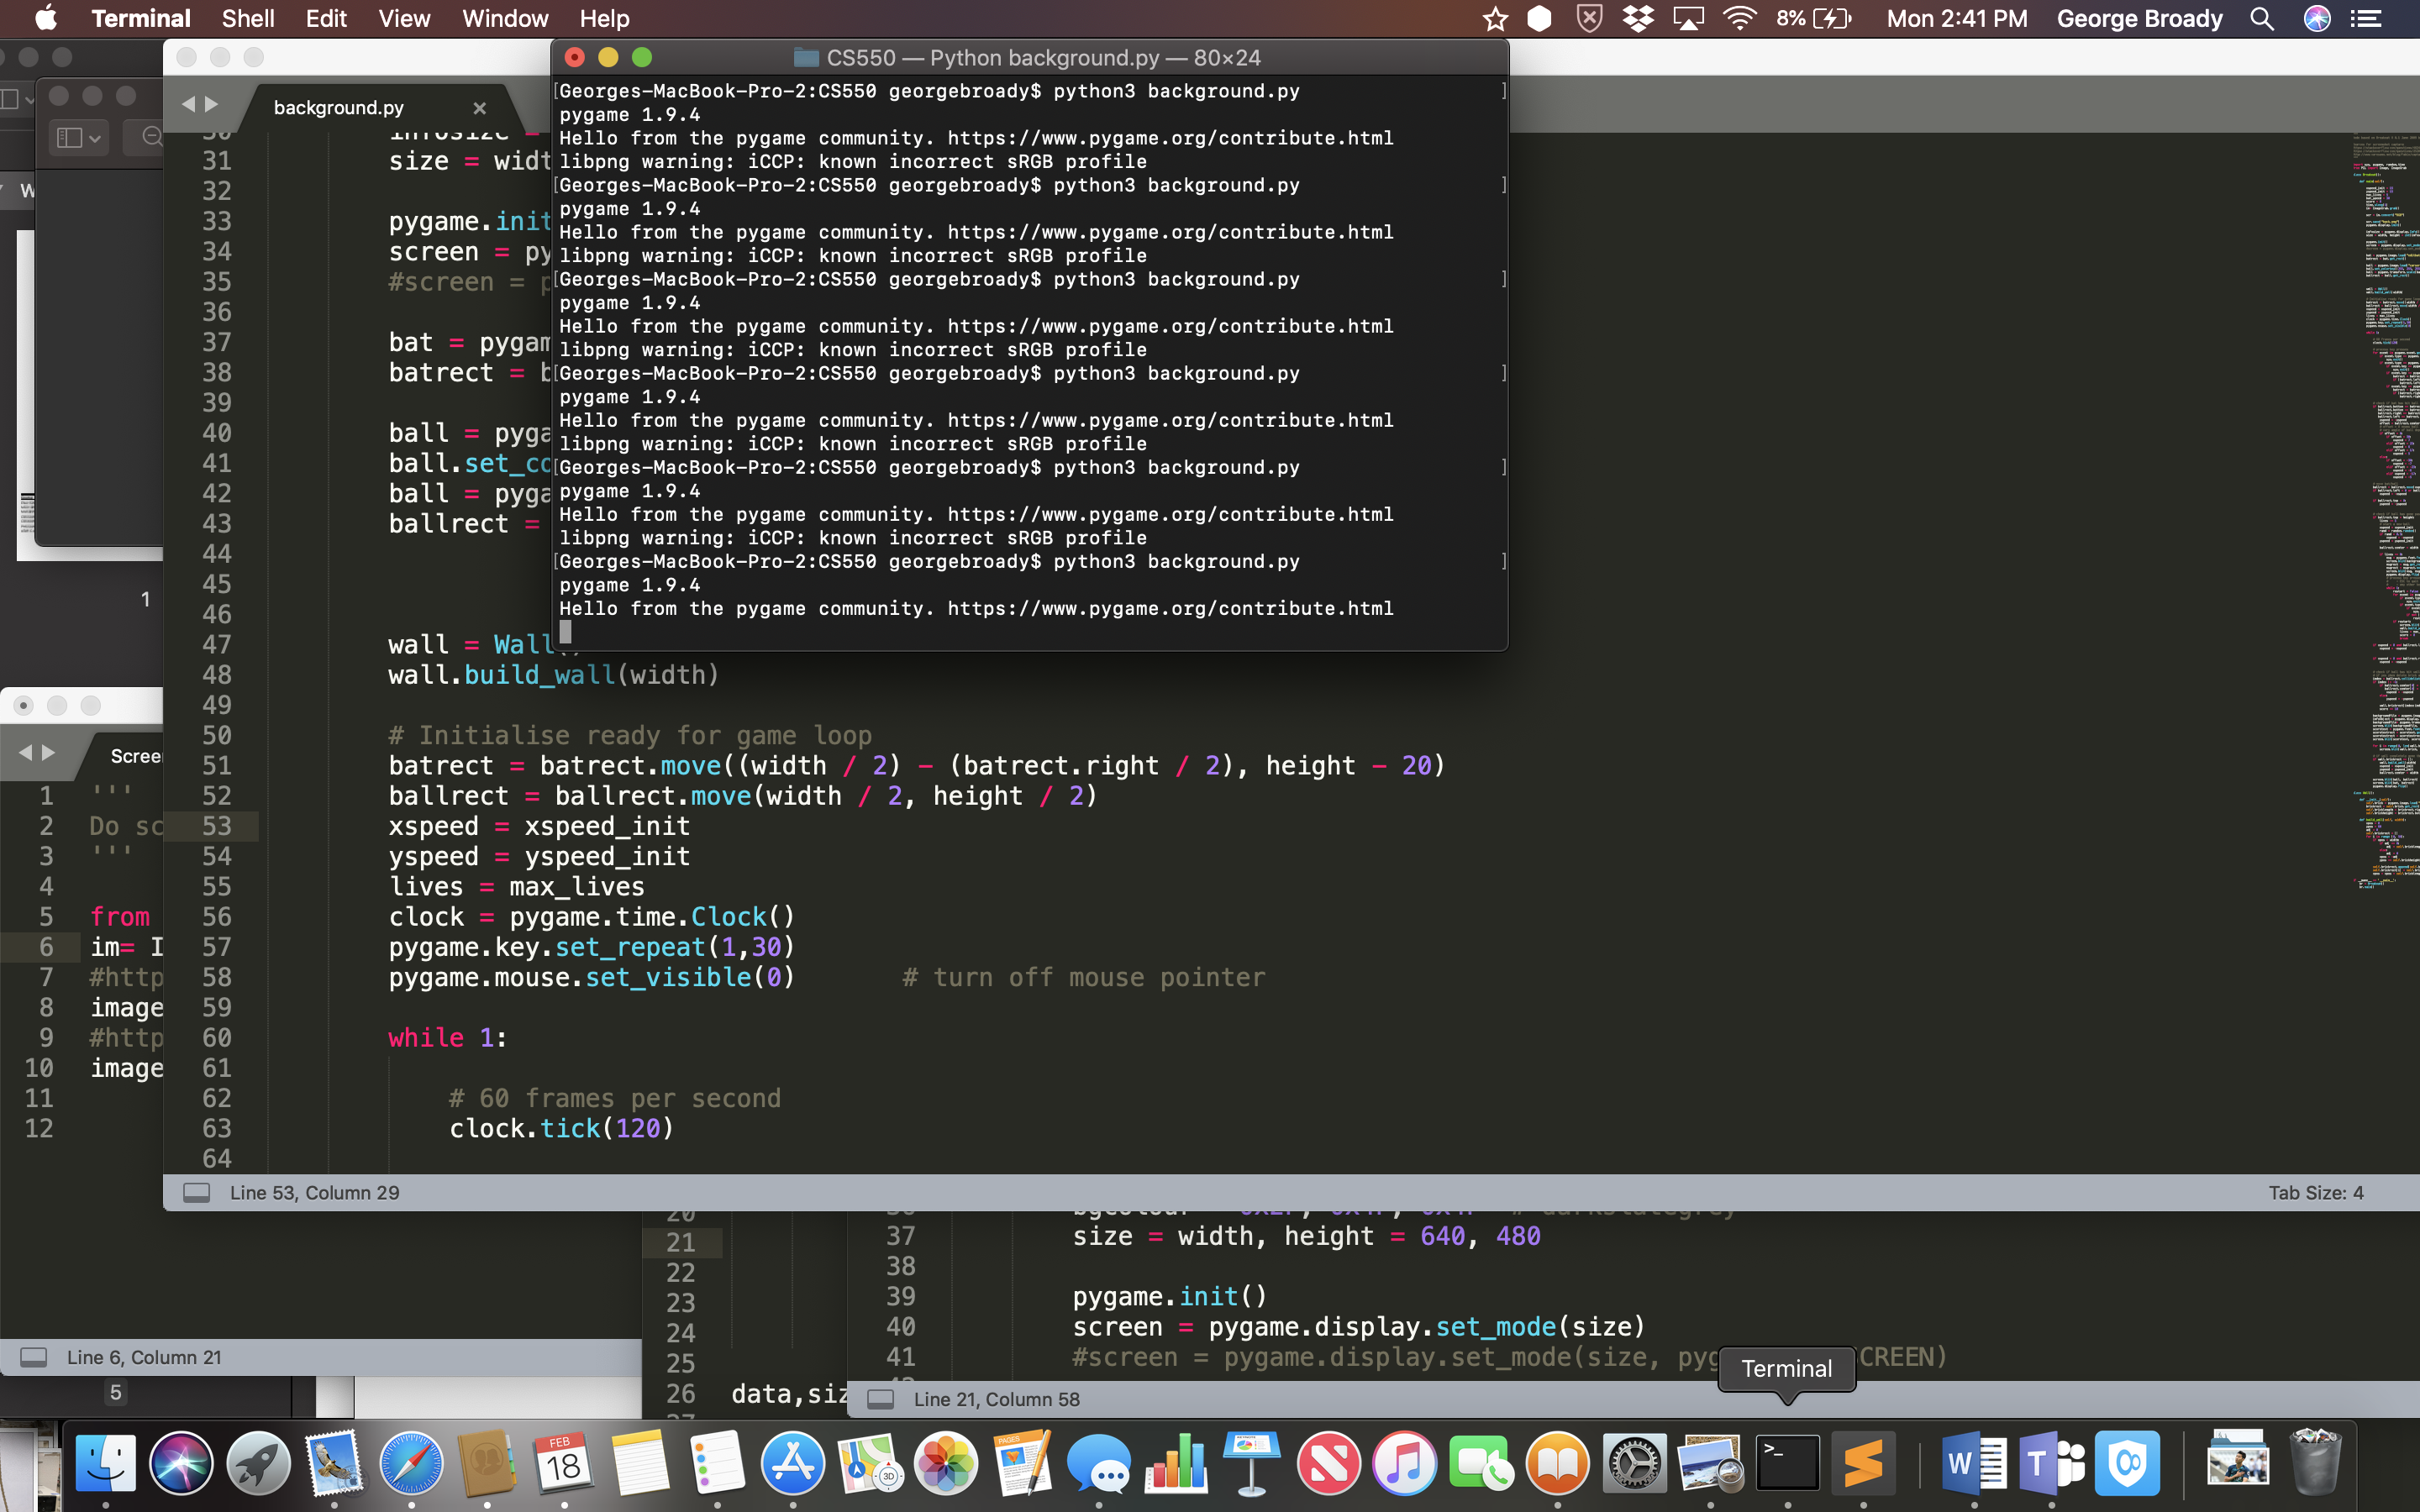 Terminal Shell Edit View Window Help
8% Mon 2:41 PM George Broady
CS550 — Python background.py — 80×24
Georges-MacBook-Pro-2:CS550 georgebroady$ python3 background.py
pygame 1.9.4
Hello from the pygame community. https://www.pygame.org/contribute.html
libpng warning: iCCP: known incorrect sRGB profile
Georges-MacBook-Pro-2:CS550 georgebroady$ python3 background.py
pygame 1.9.4
Hello from the pygame community. https://www.pygame.org/contribute.html
libpng warning: iCCP: known incorrect sRGB profile
Georges-MacBook-Pro-2:CS550 georgebroady$ python3 background.py
pygame 1.9.4
Hello from the pygame community. https://www.pygame.org/contribute.html
libpng warning: iCCP: known incorrect sRGB profile
Georges-MacBook-Pro-2:CS550 georgebroady$ python3 background.py
pygame 1.9.4
Hello from the pygame community. https://www.pygame.org/contribute.html
libpng warning: iCCP: known incorrect sRGB profile
Georges-MacBook-Pro-2:CS550 georgebroady$ python3 background.py
pygame 1.9.4
Hello from the pygame community. https://www.pygame.org/contribute.html
libpng warning: iCCP: known incorrect sRGB profile
Georges-MacBook-Pro-2:CS550 georgebroady$ python3 background.py
pygame 1.9.4
Hello from the pygame community. https://www.pygame.org/contribute.html
background.py
31 size = widt
32
33 pygame.init
34 screen = py
35 #screen = p
36
37 bat = pygam
38 batrect = b
39
40 ball = pyga
41 ball.set_co
42 ball = pyga
43 ballrect =
44
45
46
47 wall = Wall()
48 wall.build_wall(width)
49
50 # Initialise ready for game loop
51 batrect = batrect.move((width / 2) - (batrect.right / 2), height - 20)
52 ballrect = ballrect.move(width / 2, height / 2)
53 xspeed = xspeed_init
54 yspeed = yspeed_init
55 lives = max_lives
56 clock = pygame.time.Clock()
57 pygame.key.set_repeat(1,30)
58 pygame.mouse.set_visible(0) # turn off mouse pointer
59
60 while 1:
61
62 # 60 frames per second
63 clock.tick(120)
64
Line 53, Column 29 Tab Size: 4
W
1
Scree
1 '''
2 Do sc
3 '''
4
5 from
6 im= I
7 #http
8 image
9 #http
10 image
11
12
Line 6, Column 21
5
20
21
22
23
24
25
26 data,siz
37 size = width, height = 640, 480
38
39 pygame.init()
40 screen = pygame.display.set_mode(size)
41 #screen = pygame.display.set_mode(size, pyg CREEN)
Line 21, Column 58
Terminal
FEB
18
3D
PAGES
W
T